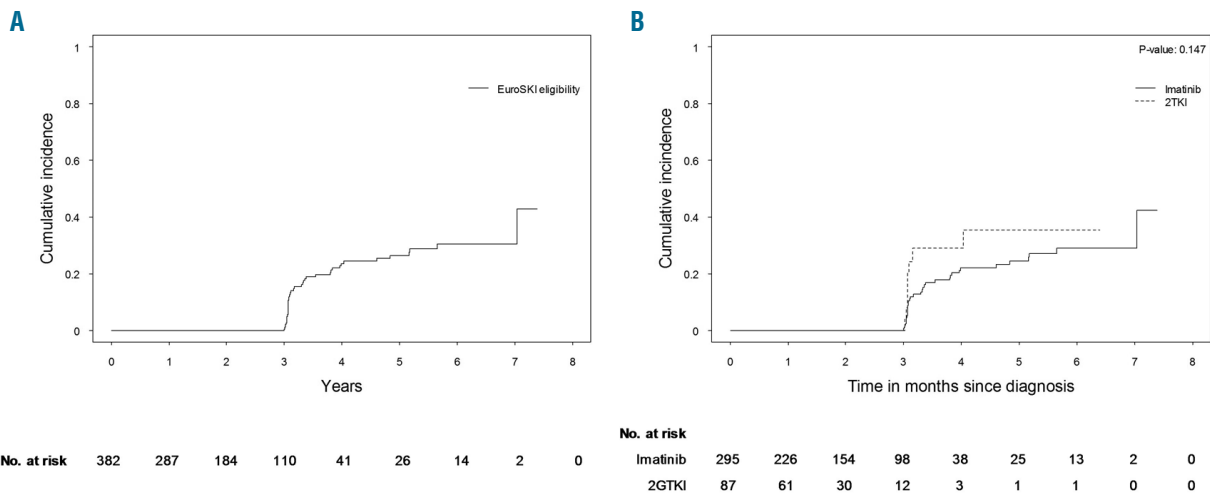 A
Cumulative incidence
1
0.8
0.6
0.4
0.2
0
EuroSKI eligibility
0 1 2 3 4 5 6 7 8
Years
No. at risk 382 287 184 110 41 26 14 2 0
B
Cumulative incindence
1
0.8
0.6
0.4
0.2
0
P-value: 0.147
Imatinib
2TKI
0 1 2 3 4 5 6 7 8
Time in months since diagnosis
No. at risk
Imatinib 295 226 154 98 38 25 13 2 0
2GTKI 87 61 30 12 3 1 1 0 0